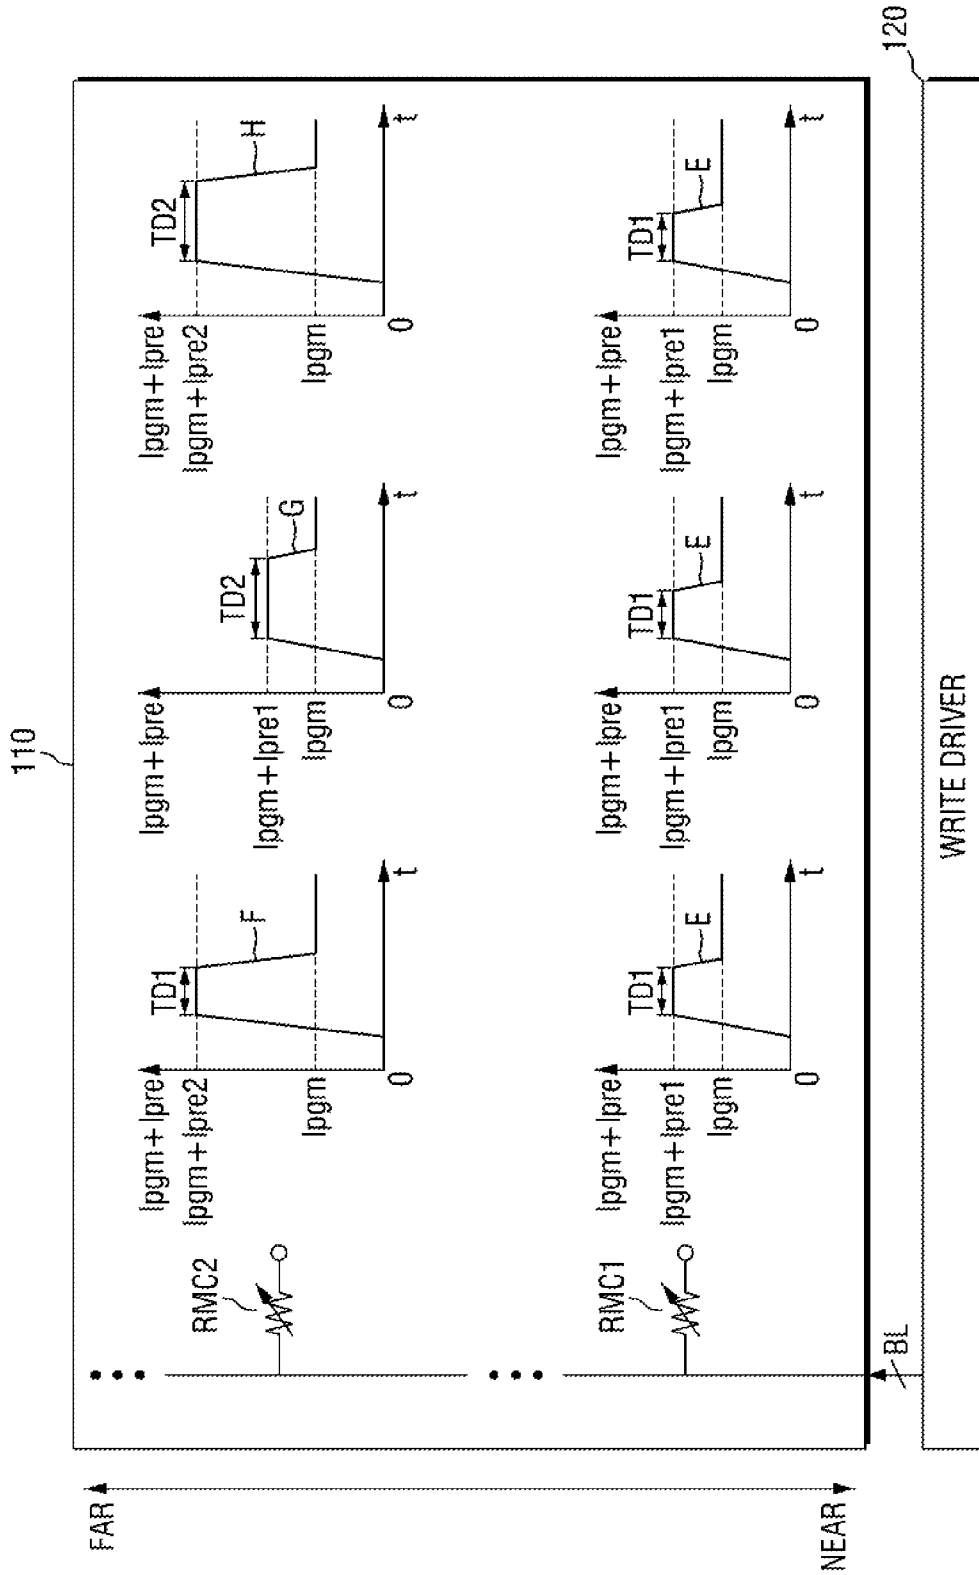 110
FAR
RMC2
Ipgm+Ipre
Ipgm+Ipre2
Ipgm
0
TD1
F
t
Ipgm+Ipre
Ipgm+Ipre1
Ipgm
0
TD2
G
t
Ipgm+Ipre
Ipgm+Ipre2
Ipgm
0
TD2
H
t
RMC1
Ipgm+Ipre
Ipgm+Ipre1
Ipgm
0
TD1
E
t
Ipgm+Ipre
Ipgm+Ipre1
Ipgm
0
TD1
E
t
Ipgm+Ipre
Ipgm+Ipre1
Ipgm
0
TD1
E
t
NEAR
BL
120
WRITE DRIVER